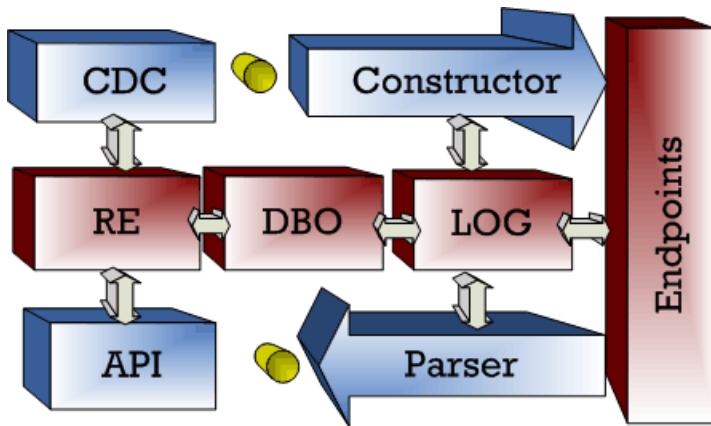 CDC
Constructor
RE
DBO
LOG
Endpoints
API
Parser